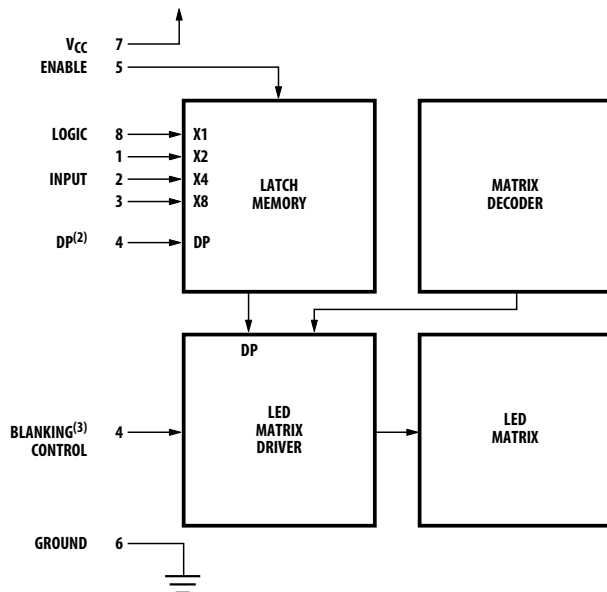 VCC 7
ENABLE 5
LOGIC 8 X1
1 X2
INPUT 2 X4
3 X8
DP(2) 4 DP
LATCH
MEMORY
MATRIX
DECODER
DP
BLANKING(3) 4
CONTROL
LED
MATRIX
DRIVER
LED
MATRIX
GROUND 6